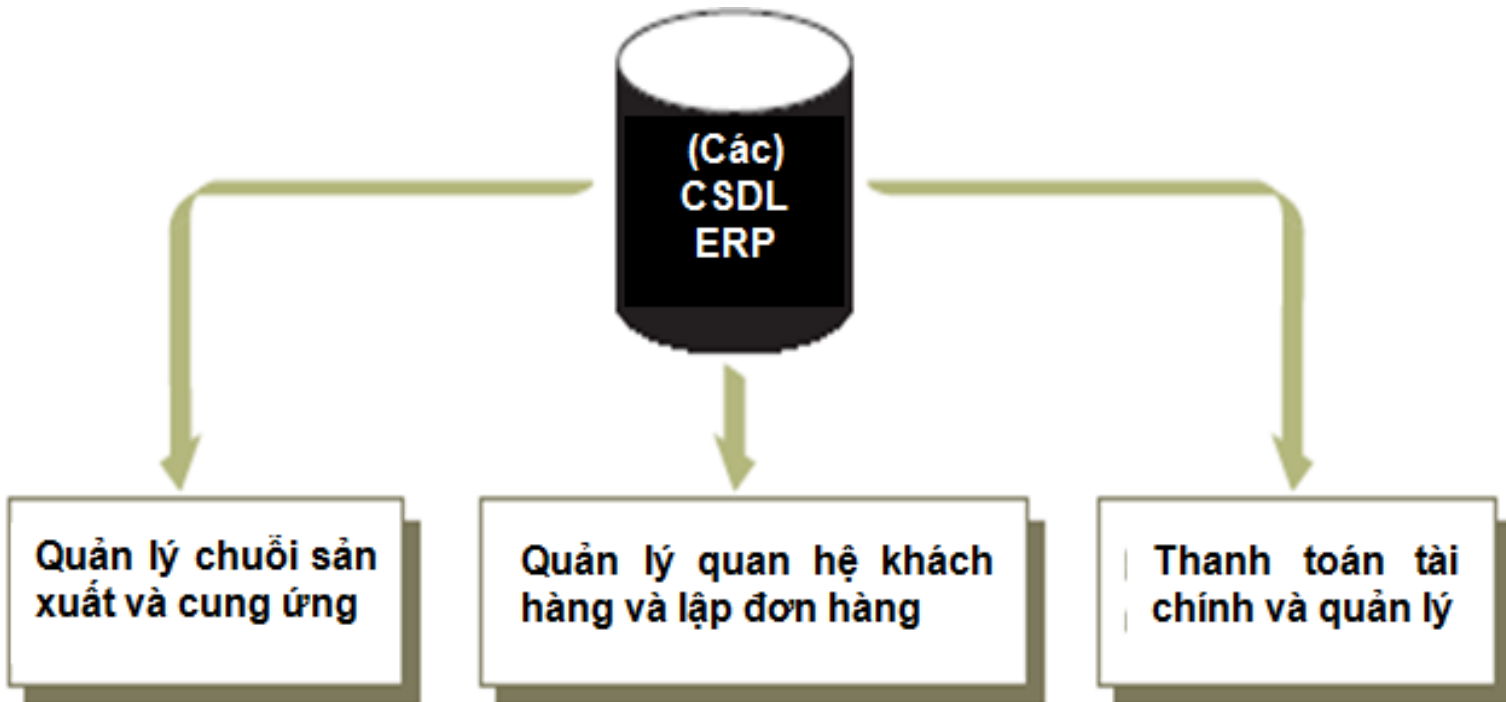 (Các)
CSDL
ERP
Quản lý chuỗi sản
xuất và cung ứng
Quản lý quan hệ khách
hàng và lập đơn hàng
Thanh toán tài
chính và quản lý